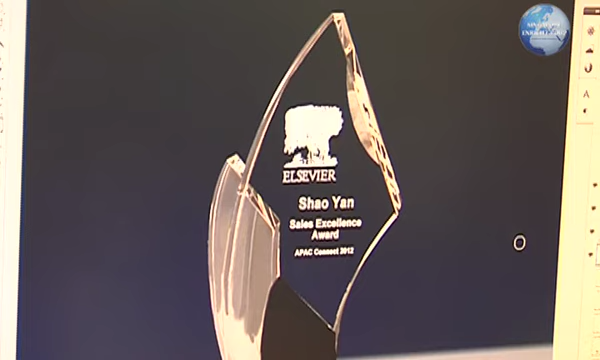 ELSEVIER
Shao Yan
Sales Excellence
Award
APAC Connect 2012
A